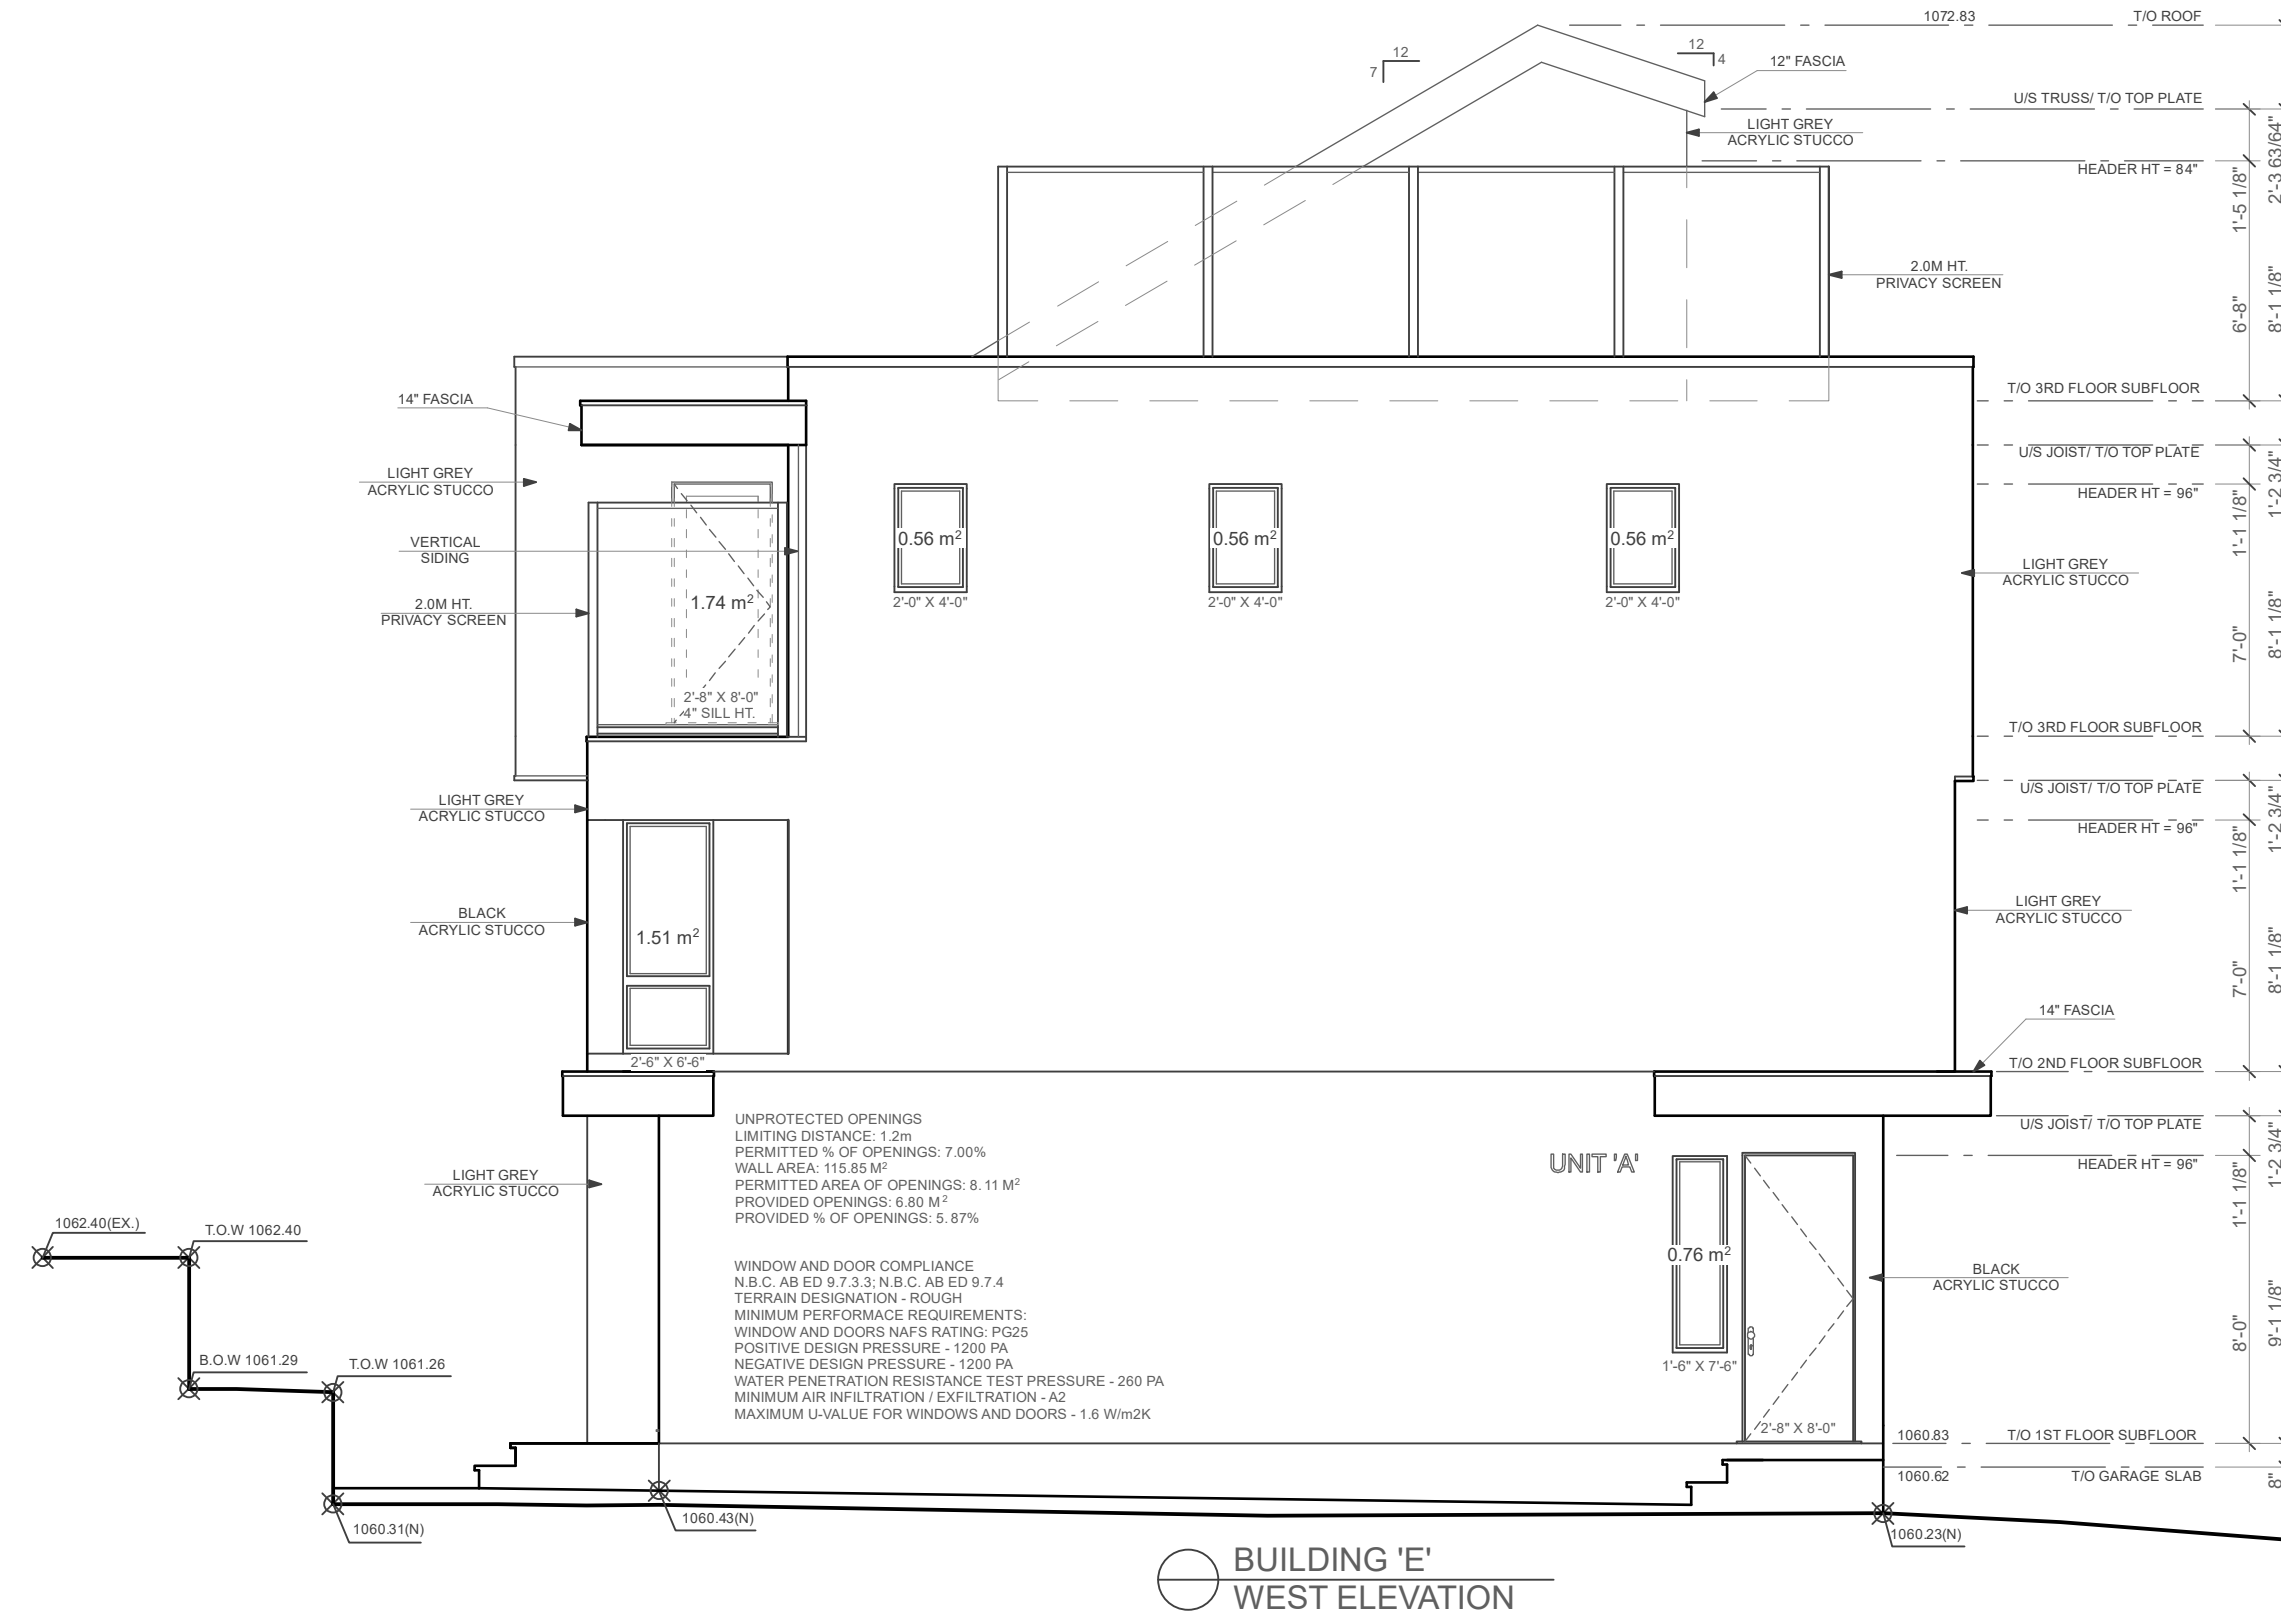 1072.83
T/O ROOF
12
7
12
4
12" FASCIA
U/S TRUSS/ T/O TOP PLATE
LIGHT GREY
ACRYLIC STUCCO
HEADER HT = 84"
2'-3 63/64"
1'-5 1/8"
2.0M HT.
PRIVACY SCREEN
6'-8"
8'-1 1/8"
T/O 3RD FLOOR SUBFLOOR
14" FASCIA
U/S JOIST/ T/O TOP PLATE
LIGHT GREY
ACRYLIC STUCCO
HEADER HT = 96"
1'-2 3/4"
1'-1 1/8"
0.56 m²
0.56 m²
0.56 m²
VERTICAL
SIDING
LIGHT GREY
ACRYLIC STUCCO
2'-0" X 4'-0"
2'-0" X 4'-0"
2'-0" X 4'-0"
1.74 m²
2.0M HT.
PRIVACY SCREEN
7'-0"
8'-1 1/8"
2'-8" X 8'-0"
4" SILL HT.
T/O 3RD FLOOR SUBFLOOR
U/S JOIST/ T/O TOP PLATE
LIGHT GREY
ACRYLIC STUCCO
HEADER HT = 96"
1'-2 3/4"
1'-1 1/8"
LIGHT GREY
ACRYLIC STUCCO
BLACK
ACRYLIC STUCCO
1.51 m²
7'-0"
8'-1 1/8"
14" FASCIA
2'-6" X 6'-6"
T/O 2ND FLOOR SUBFLOOR
U/S JOIST/ T/O TOP PLATE
UNPROTECTED OPENINGS
LIMITING DISTANCE: 1.2m
PERMITTED % OF OPENINGS: 7.00%
WALL AREA: 115.85 M²
PERMITTED AREA OF OPENINGS: 8.11 M²
PROVIDED OPENINGS: 6.80 M²
PROVIDED % OF OPENINGS: 5.87%
UNIT 'A'
HEADER HT = 96"
1'-2 3/4"
1'-1 1/8"
LIGHT GREY
ACRYLIC STUCCO
1062.40(EX.)
T.O.W 1062.40
0.76 m²
WINDOW AND DOOR COMPLIANCE
N.B.C. AB ED 9.7.3.3; N.B.C. AB ED 9.7.4
TERRAIN DESIGNATION - ROUGH
MINIMUM PERFORMACE REQUIREMENTS:
WINDOW AND DOORS NAFS RATING: PG25
POSITIVE DESIGN PRESSURE - 1200 PA
NEGATIVE DESIGN PRESSURE - 1200 PA
WATER PENETRATION RESISTANCE TEST PRESSURE - 260 PA
MINIMUM AIR INFILTRATION / EXFILTRATION - A2
MAXIMUM U-VALUE FOR WINDOWS AND DOORS - 1.6 W/m2K
BLACK
ACRYLIC STUCCO
8'-0"
9'-1 1/8"
B.O.W 1061.29
T.O.W 1061.26
1'-6" X 7'-6"
2'-8" X 8'-0"
1060.83
T/O 1ST FLOOR SUBFLOOR
1060.62
T/O GARAGE SLAB
8"
1060.31(N)
1060.43(N)
1060.23(N)
BUILDING 'E'
WEST ELEVATION